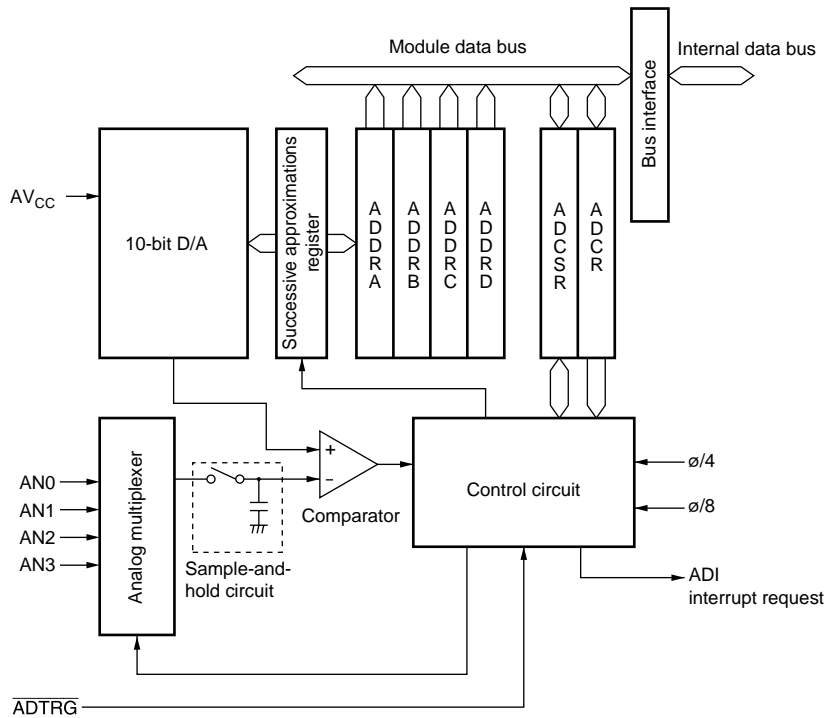 Module data bus
Internal data bus
Bus interface
AVCC
10-bit D/A
Successive approximations
register
ADDRA
ADDRB
ADDRC
ADDRD
ADCSR
ADCR
+
−
Comparator
Control circuit
ø/4
ø/8
AN0
AN1
AN2
AN3
Analog multiplexer
Sample-and-
hold circuit
ADI
interrupt request
ADTRG